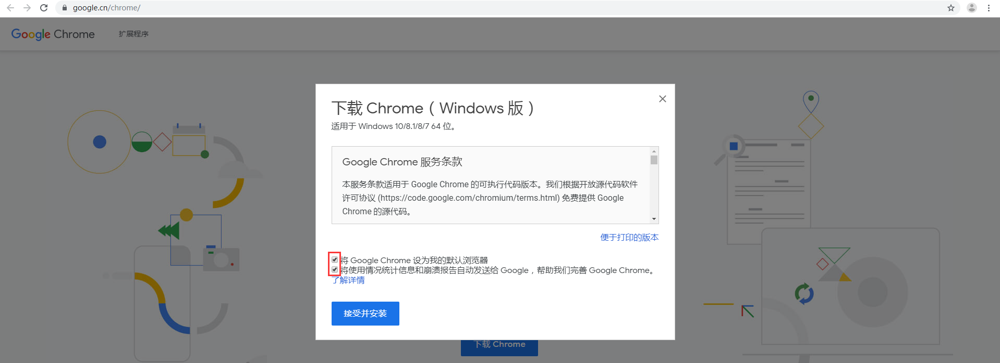 google.cn/chrome/
Google Chrome
扩展程序
下载 Chrome（Windows 版）
适用于 Windows 10/8.1/8/7 64 位。
Google Chrome 服务条款
本服务条款适用于 Google Chrome 的可执行代码版本。我们根据开放源代码软件
许可协议 (https://code.google.com/chromium/terms.html) 免费提供 Google
Chrome 的源代码。
便于打印的版本
将 Google Chrome 设为我的默认浏览器
将使用情况统计信息和崩溃报告自动发送给 Google，帮助我们完善 Google Chrome。
了解详情
接受并安装
下载 Chrome